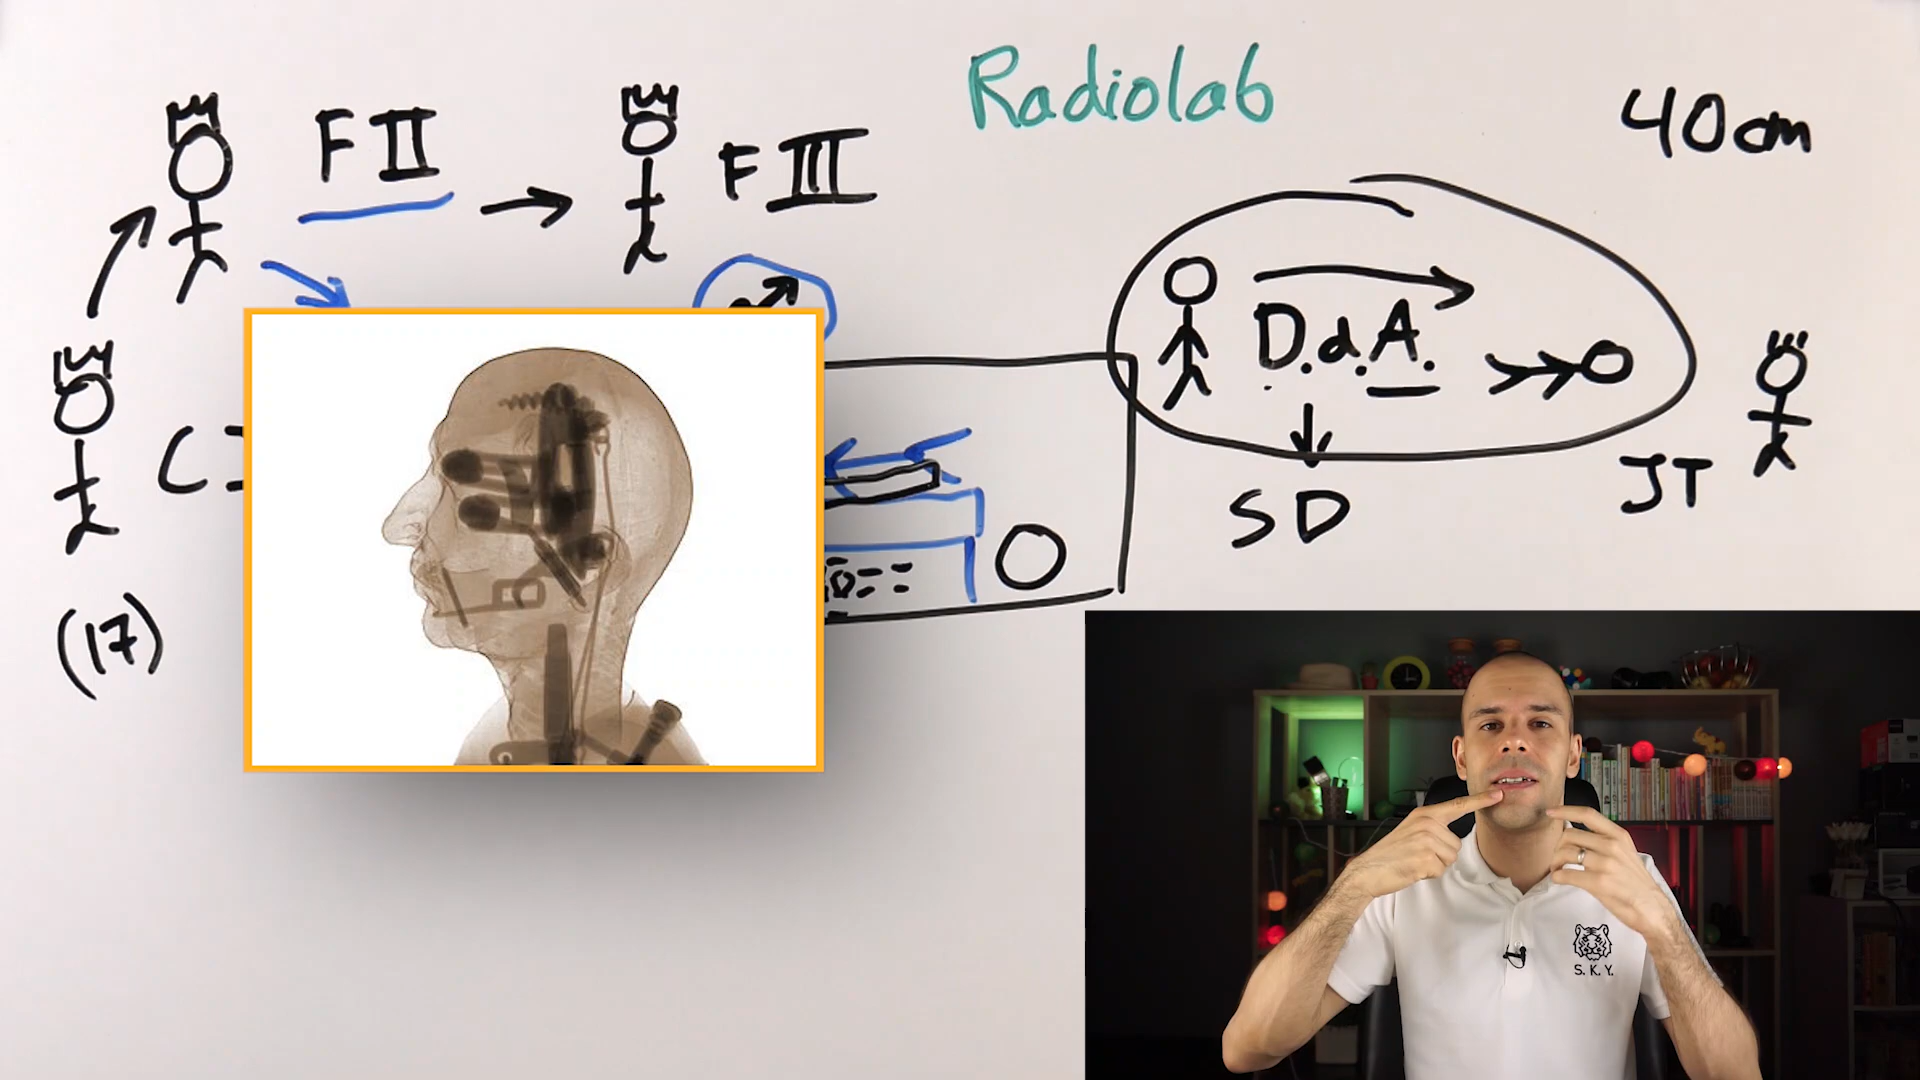 Radiolab
40cm
F II
F III
D.d.A.
SD
JT
(17)
S. K. Y.